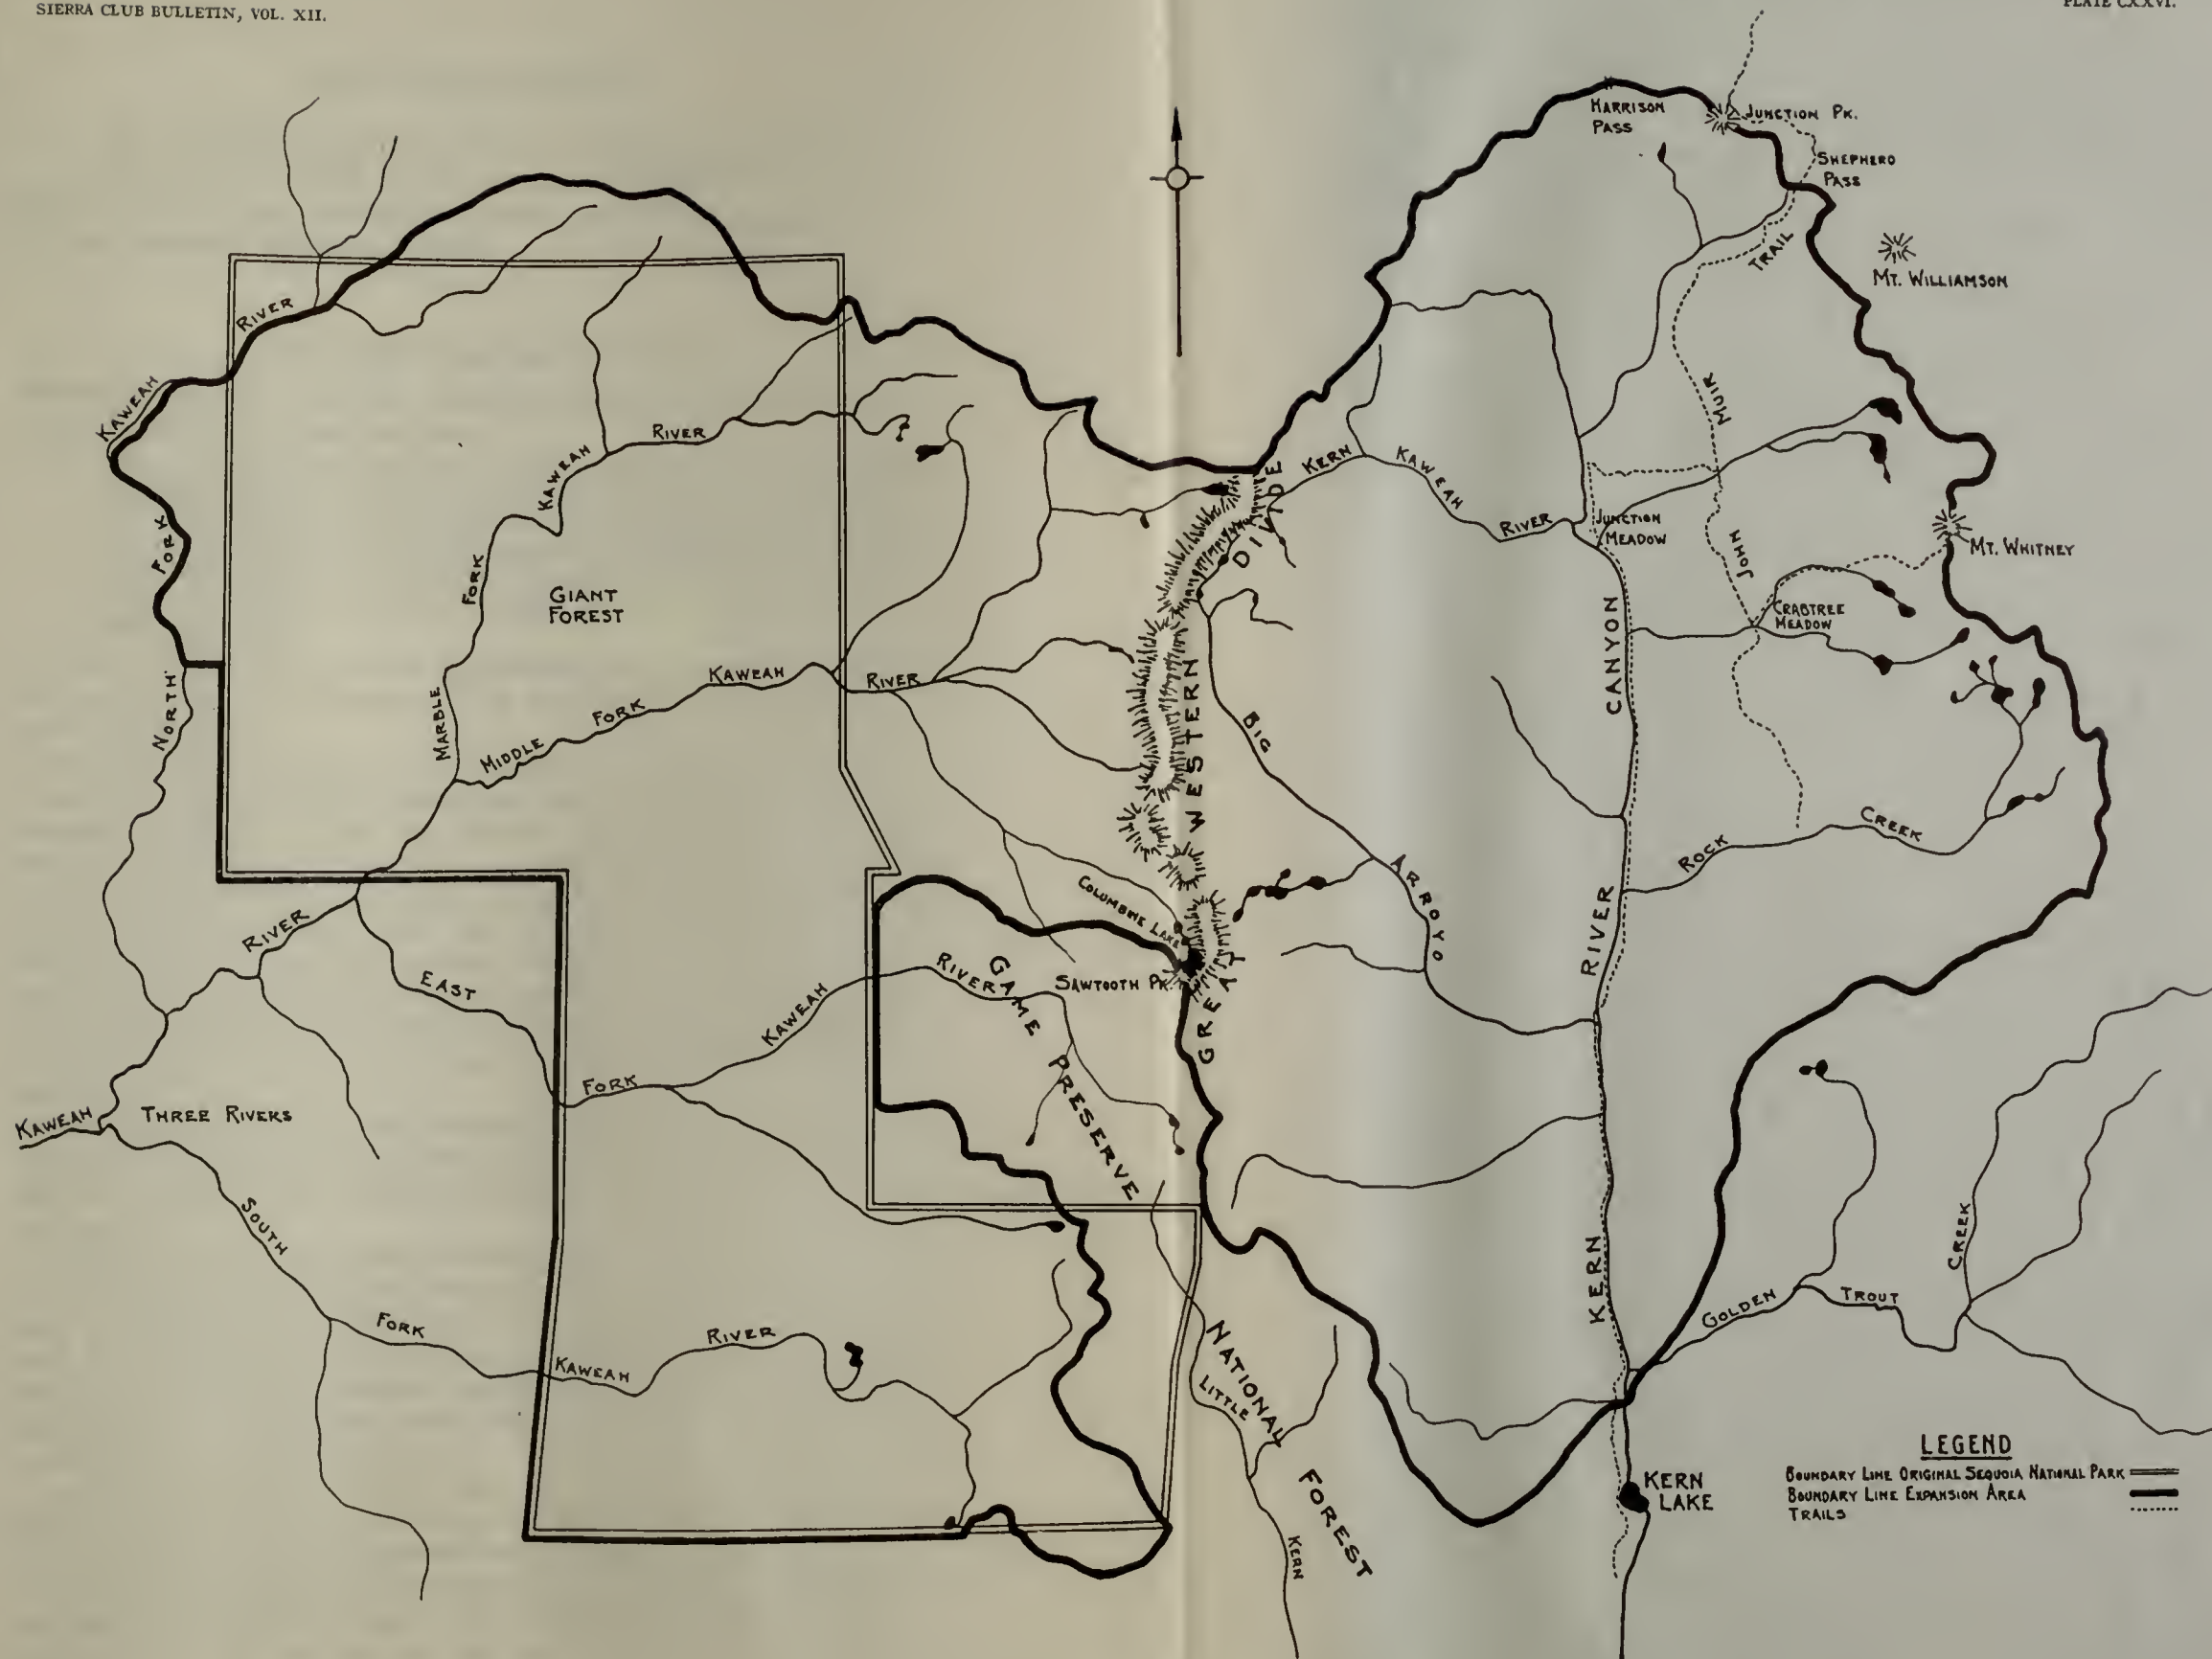 SIERRA CLUB BULLETIN, VOL. XII.
PLATE CXXVI.
HARRISON
PASS
JUNCTION PK.
SHEPHERD
PASS
MT. WILLIAMSON
JOHN MUIR TRAIL
NORTH FORK KAWEAH RIVER
MARBLE FORK KAWEAH RIVER
GIANT
FOREST
MIDDLE FORK KAWEAH RIVER
GREAT WESTERN DIVIDE
KERN KAWEAH RIVER
JUNCTION
MEADOW
MT. WHITNEY
CRABTREE
MEADOW
KERN RIVER CANYON
BIG ARROYO
ROCK CREEK
COLUMBINE LAKE
SAWTOOTH PK.
RIVER
EAST FORK KAWEAH RIVER
GAME PRESERVE
KAWEAH
THREE RIVERS
SOUTH FORK KAWEAH RIVER
NATIONAL FOREST
LITTLE KERN
GOLDEN TROUT CREEK
KERN
LAKE
LEGEND
BOUNDARY LINE ORIGINAL SEQUOIA NATIONAL PARK
BOUNDARY LINE EXPANSION AREA
TRAILS